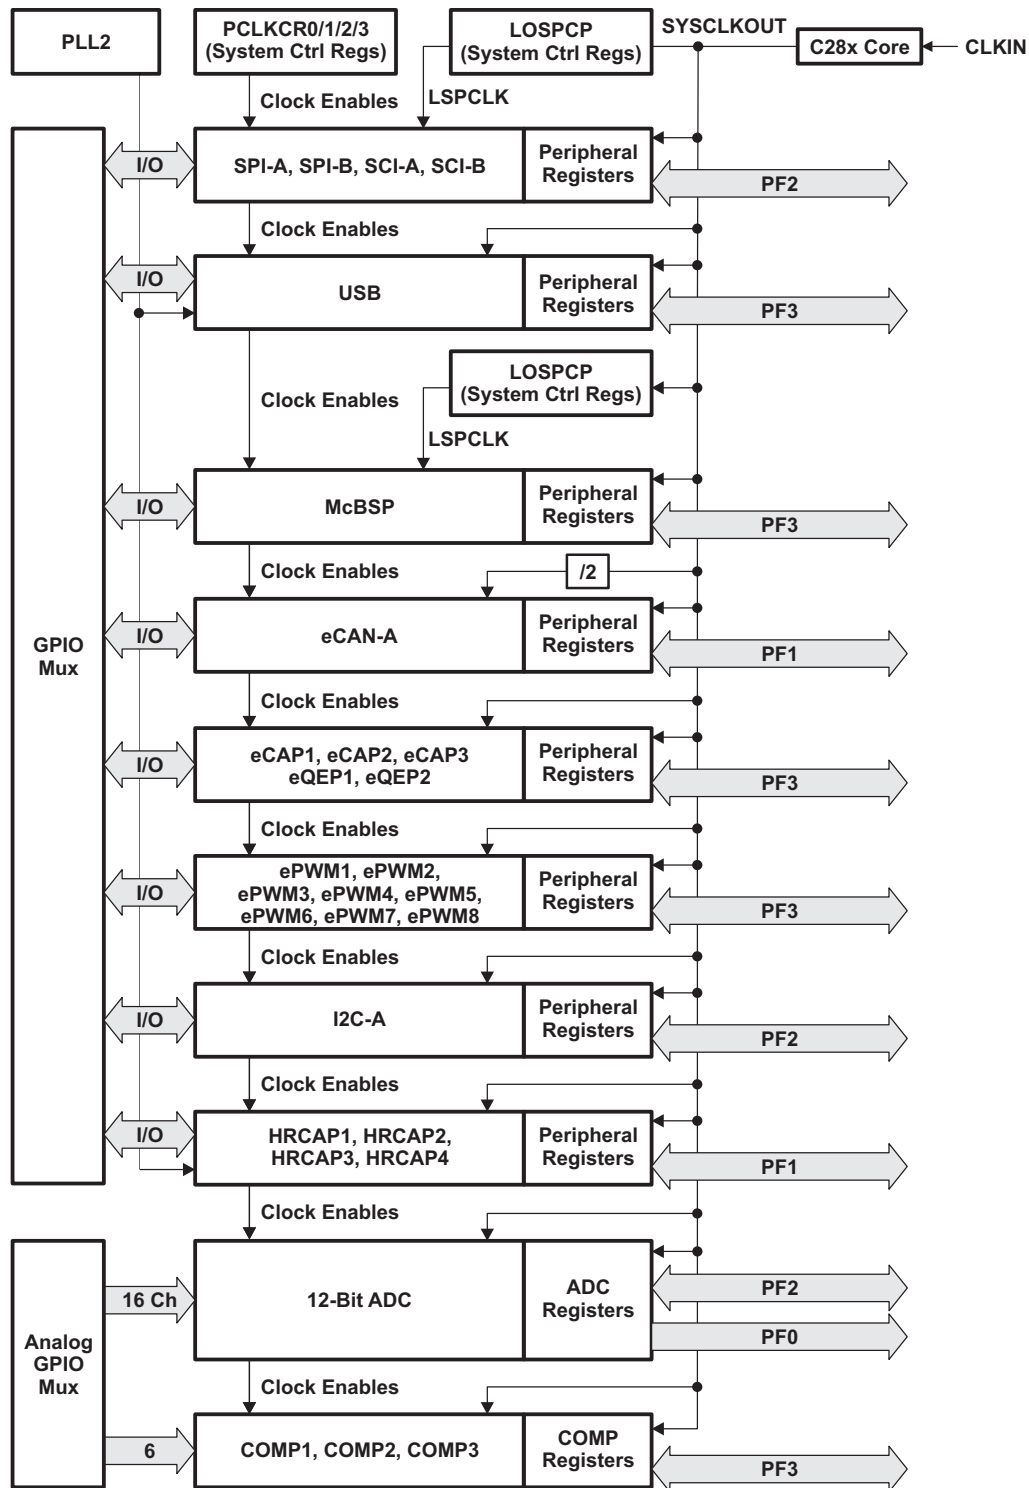 PLL2
PCLKCR0/1/2/3
(System Ctrl Regs)
LOSPCP
(System Ctrl Regs)
SYSCLKOUT
C28x Core
CLKIN
Clock Enables
LSPCLK
I/O
SPI-A, SPI-B, SCI-A, SCI-B
Peripheral
Registers
PF2
Clock Enables
I/O
USB
Peripheral
Registers
PF3
LOSPCP
(System Ctrl Regs)
Clock Enables
LSPCLK
I/O
McBSP
Peripheral
Registers
PF3
Clock Enables
/2
GPIO
Mux
I/O
eCAN-A
Peripheral
Registers
PF1
Clock Enables
I/O
eCAP1, eCAP2, eCAP3
eQEP1, eQEP2
Peripheral
Registers
PF3
Clock Enables
I/O
ePWM1, ePWM2,
ePWM3, ePWM4, ePWM5,
ePWM6, ePWM7, ePWM8
Peripheral
Registers
PF3
Clock Enables
I/O
I2C-A
Peripheral
Registers
PF2
Clock Enables
I/O
HRCAP1, HRCAP2,
HRCAP3, HRCAP4
Peripheral
Registers
PF1
Clock Enables
Analog
GPIO
Mux
16 Ch
12-Bit ADC
ADC
Registers
PF2
PF0
Clock Enables
6
COMP1, COMP2, COMP3
COMP
Registers
PF3